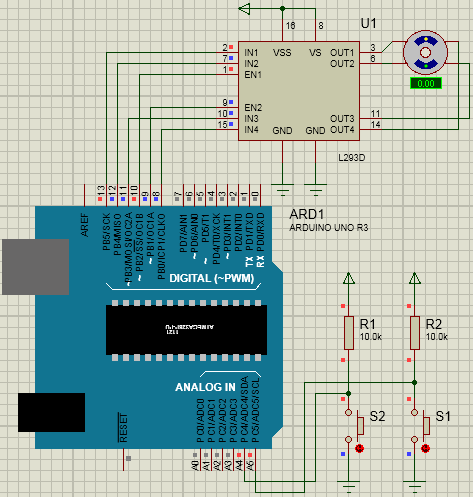 U1
16
8
VSS
VS
2
IN1
OUT1
3
7
IN2
OUT2
6
1
EN1
0.00
9
EN2
10
IN3
OUT3
11
15
IN4
OUT4
14
GND
GND
L293D
13
12
11
10
9
8
7
6
5
4
3
2
1
0
ARD1
ARDUINO UNO R3
AREF
PB5/SCK
PB4/MISO
~PB3/MOSI/OC2A
~PB2/SS/OC1B
~PB1/OC1A
PB0/ICP1/CLKO
PD7/AIN1
~PD6/AIN0
~PD5/T1
PD4/T0/XCK
~PD3/INT1
PD2/INT0
TX PD1/TXD
RX PD0/RXD
DIGITAL (~PWM)
1121
R1
10.0k
R2
10.0k
ANALOG IN
RESET
PC0/ADC0
PC1/ADC1
PC2/ADC2
PC3/ADC3
PC4/ADC4/SDA
PC5/ADC5/SCL
A0
A1
A2
A3
A4
A5
S2
S1